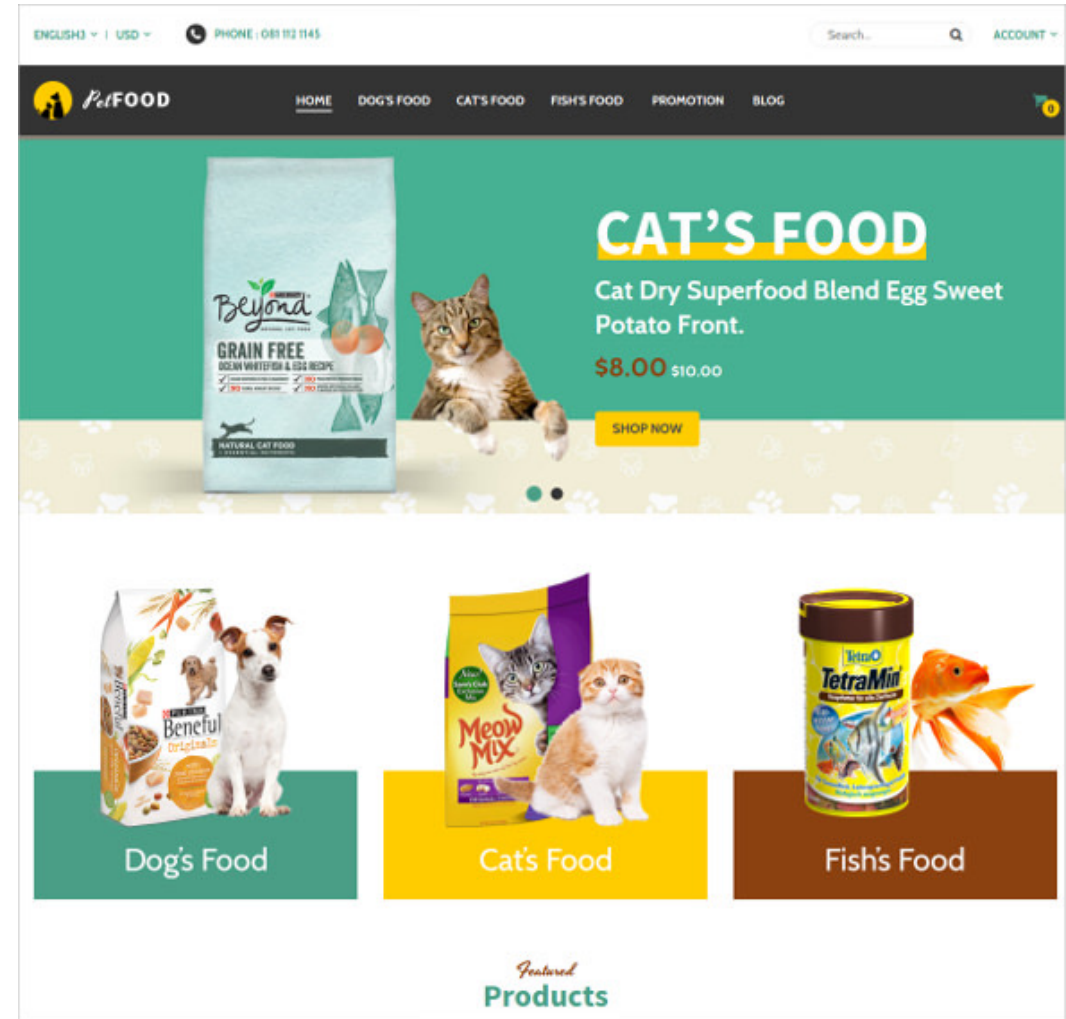 ENGLISH3 | USD
PHONE : 081 112 1145
Search..
ACCOUNT
PetFOOD
HOME
DOG'S FOOD
CAT'S FOOD
FISH'S FOOD
PROMOTION
BLOG
0
Beyond
GRAIN FREE
OCEAN WHITEFISH & EGG RECIPE
NATURAL CAT FOOD
CAT'S FOOD
Cat Dry Superfood Blend Egg Sweet
Potato Front.
$8.00 $10.00
SHOP NOW
PURINA
Beneful
Originals
Dog's Food
Meow
Mix
Cat's Food
Tetra
TetraMin
Fish's Food
Featured
Products